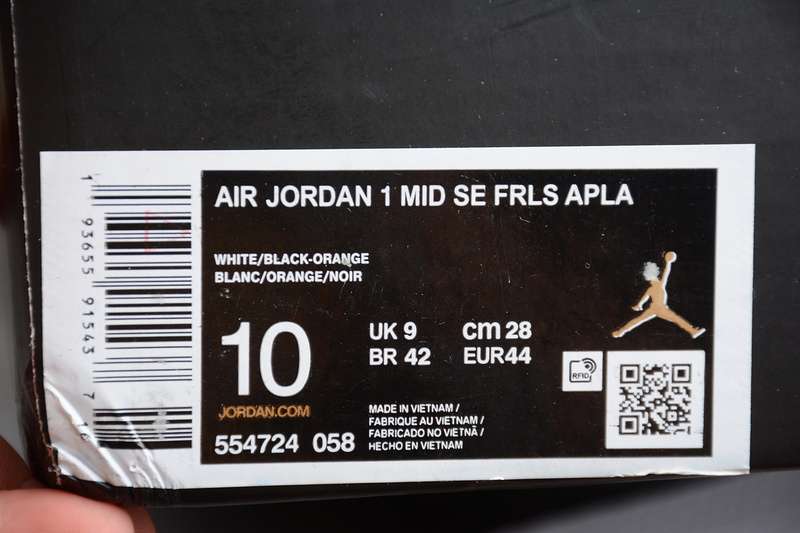 AIR JORDAN 1 MID SE FRLS APLA
WHITE/BLACK-ORANGE
BLANC/ORANGE/NOIR
10
UK 9
cm 28
BR 42
EUR44
JORDAN.COM
554724 058
MADE IN VIETNAM /
FABRIQUE AU VIETNAM /
FABRICADO NO VIETNÃ /
HECHO EN VIETNAM
RFID
1 93655 91543 7